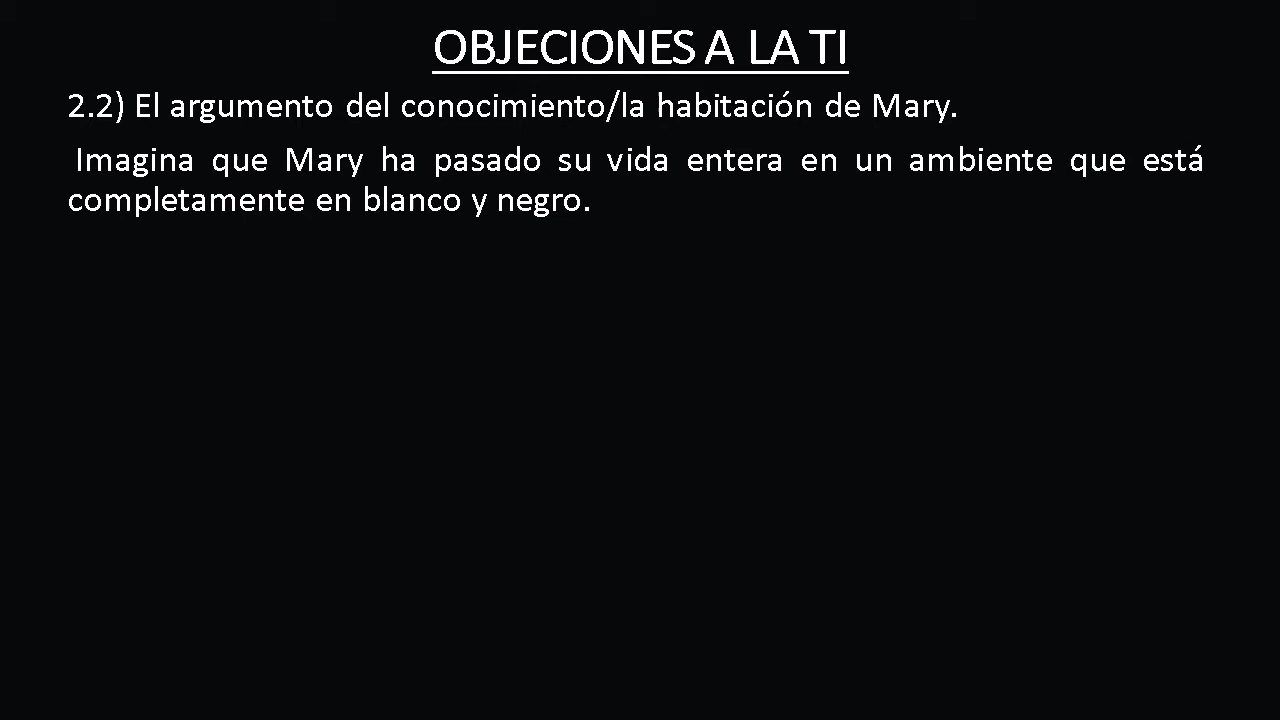 OBJECIONES A LA TI
2.2) El argumento del conocimiento/la habitación de Mary.
Imagina que Mary ha pasado su vida entera en un ambiente que está
completamente en blanco y negro.